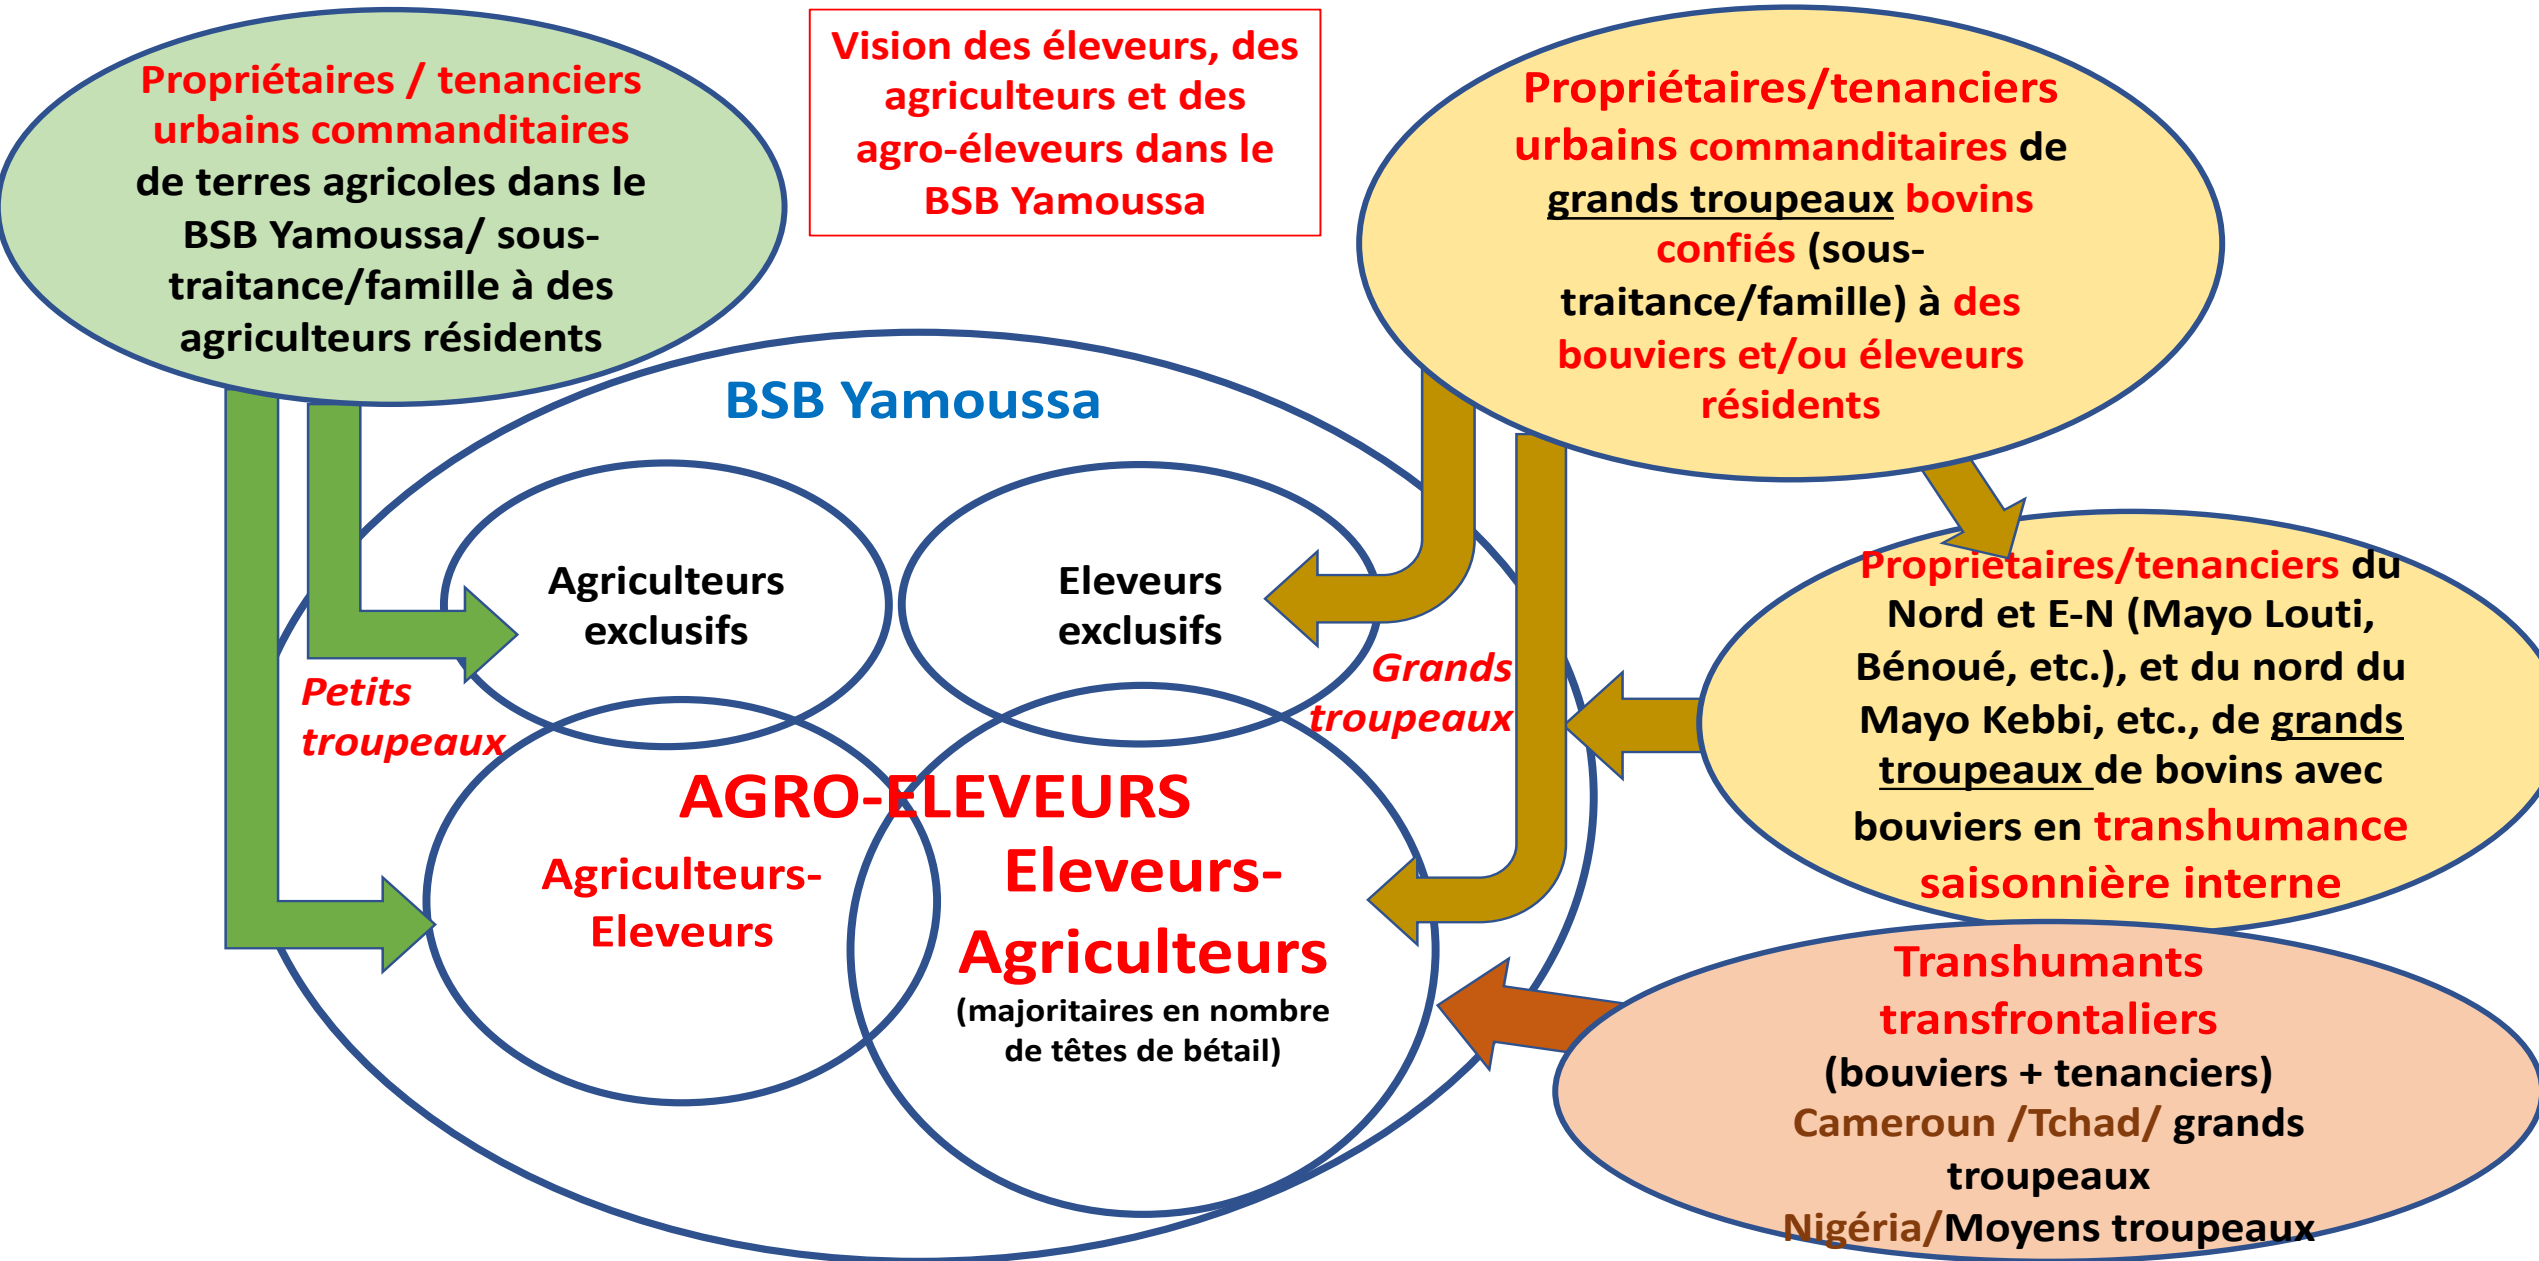 Propriétaires / tenanciers
urbains commanditaires
de terres agricoles dans le
BSB Yamoussa/ sous-
traitance/famille à des
agriculteurs résidents
Vision des éleveurs, des
agriculteurs et des
agro-éleveurs dans le
BSB Yamoussa
Propriétaires/tenanciers
urbains commanditaires de
grands troupeaux bovins
confiés (sous-
traitance/famille) à des
bouviers et/ou éleveurs
résidents
BSB Yamoussa
Agriculteurs
exclusifs
Eleveurs
exclusifs
Petits
troupeaux
Grands
troupeaux
AGRO-ELEVEURS
Agriculteurs-
Eleveurs
Eleveurs-
Agriculteurs
(majoritaires en nombre
de têtes de bétail)
Propriétaires/tenanciers du
Nord et E-N (Mayo Louti,
Bénoué, etc.), et du nord du
Mayo Kebbi, etc., de grands
troupeaux de bovins avec
bouviers en transhumance
saisonnière interne
Transhumants
transfrontaliers
(bouviers + tenanciers)
Cameroun /Tchad/ grands
troupeaux
Nigéria/Moyens troupeaux